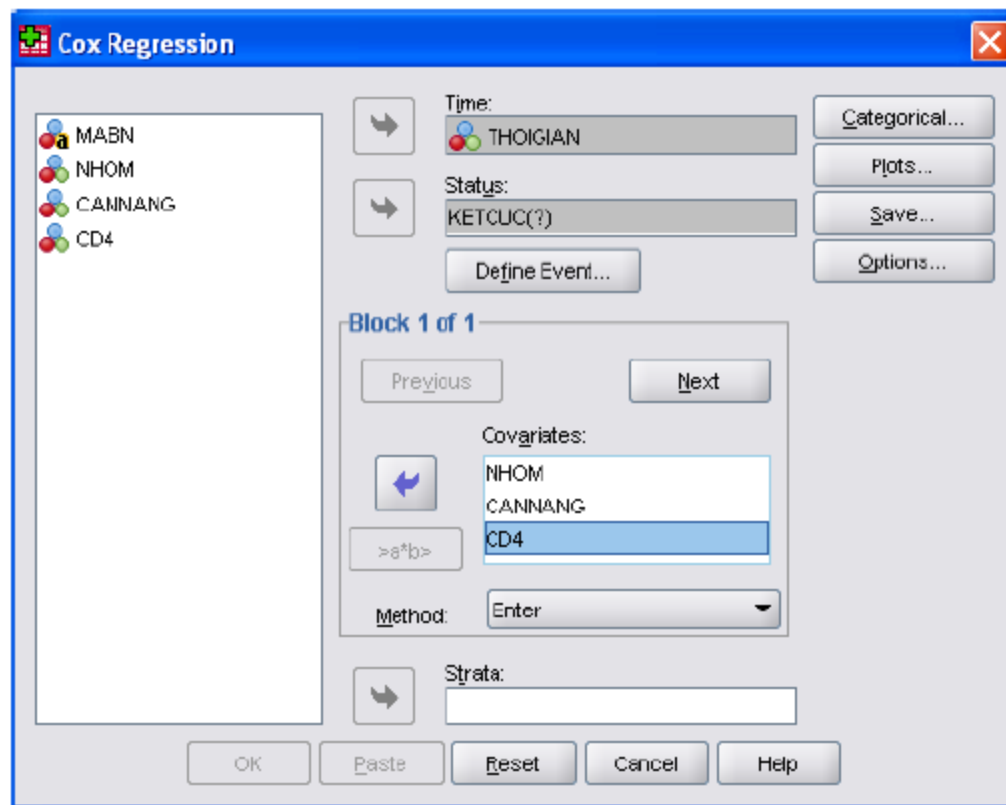 Cox Regression
MABN
NHOM
CANNANG
CD4
Time:
THOIGIAN
Status:
KETCUC(?)
Define Event...
Categorical...
Plots...
Save...
Options...
Block 1 of 1
Previous
Next
Covariates:
NHOM
CANNANG
CD4
>a*b>
Method:
Enter
Strata:
OK
Paste
Reset
Cancel
Help